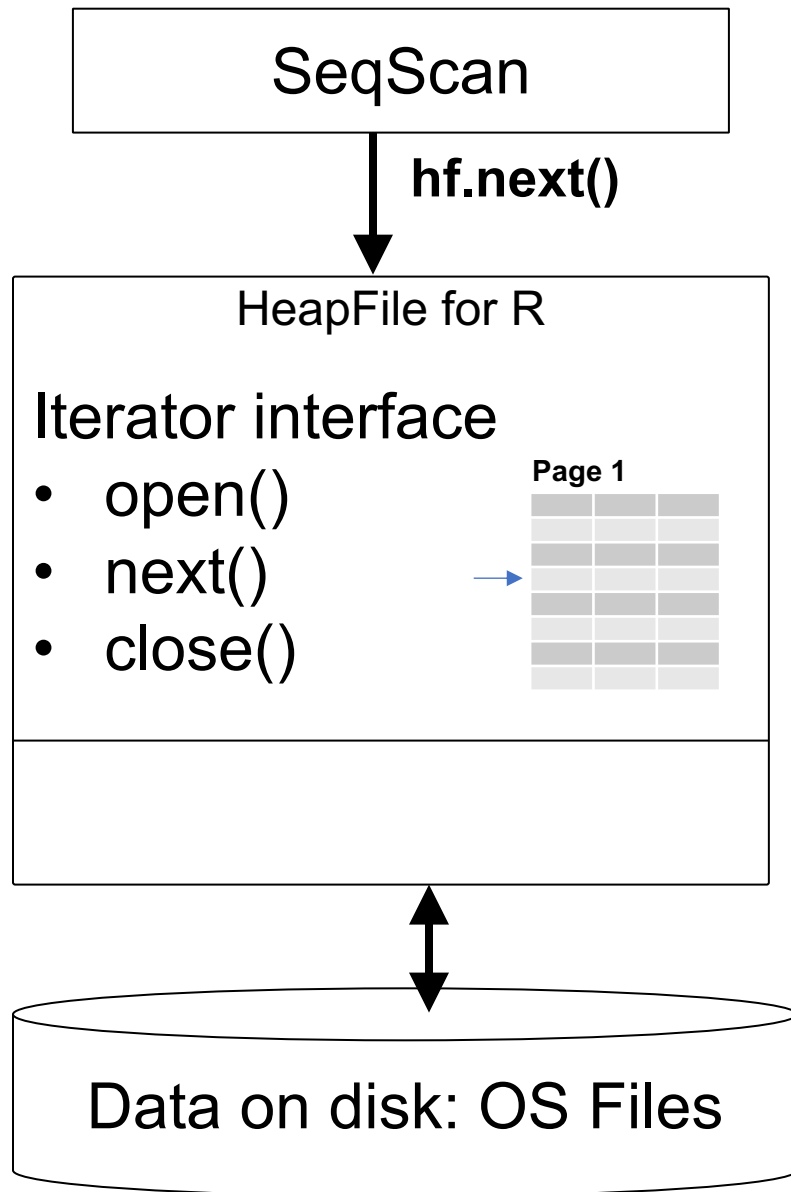 SeqScan
hf.next()
HeapFile for R
Iterator interface
• open()
• next()
• close()
Page 1
Data on disk: OS Files